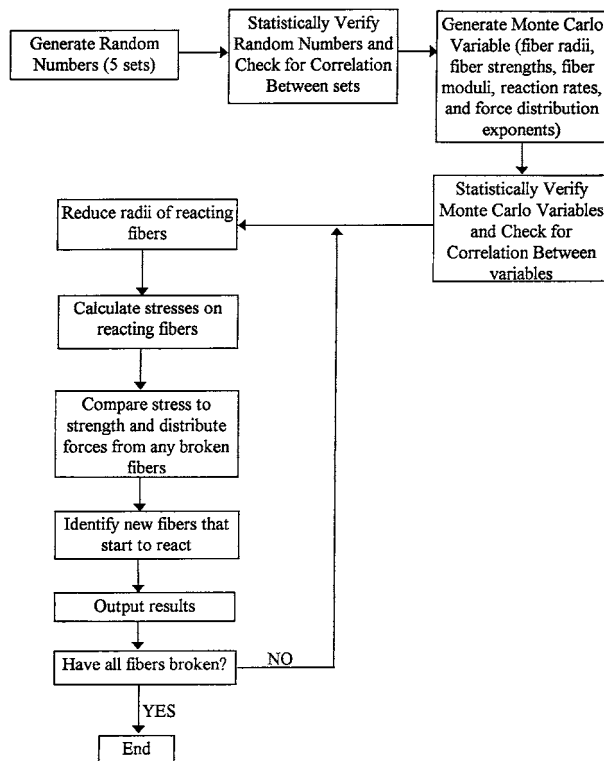 Generate Random
Numbers (5 sets)
Statistically Verify
Random Numbers and
Check for Correlation
Between sets
Generate Monte Carlo
Variable (fiber radii,
fiber strengths, fiber
moduli, reaction rates,
and force distribution
exponents)
Statistically Verify
Monte Carlo Variables
and Check for
Correlation Between
variables
Reduce radii of reacting
fibers
Calculate stresses on
reacting fibers
Compare stress to
strength and distribute
forces from any broken
fibers
Identify new fibers that
start to react
Output results
Have all fibers broken?
NO
YES
End